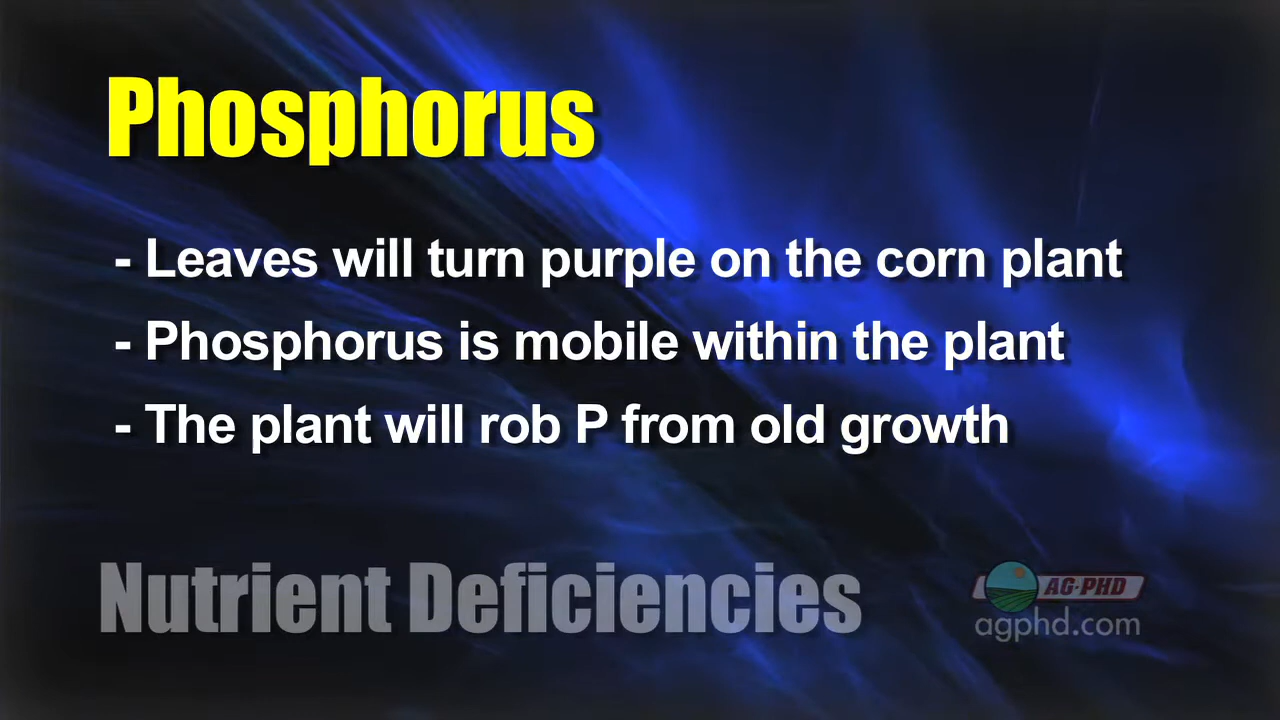 Phosphorus
- Leaves will turn purple on the corn plant
- Phosphorus is mobile within the plant
- The plant will rob P from old growth
Nutrient Deficiencies
AG·PHD
agphd.com